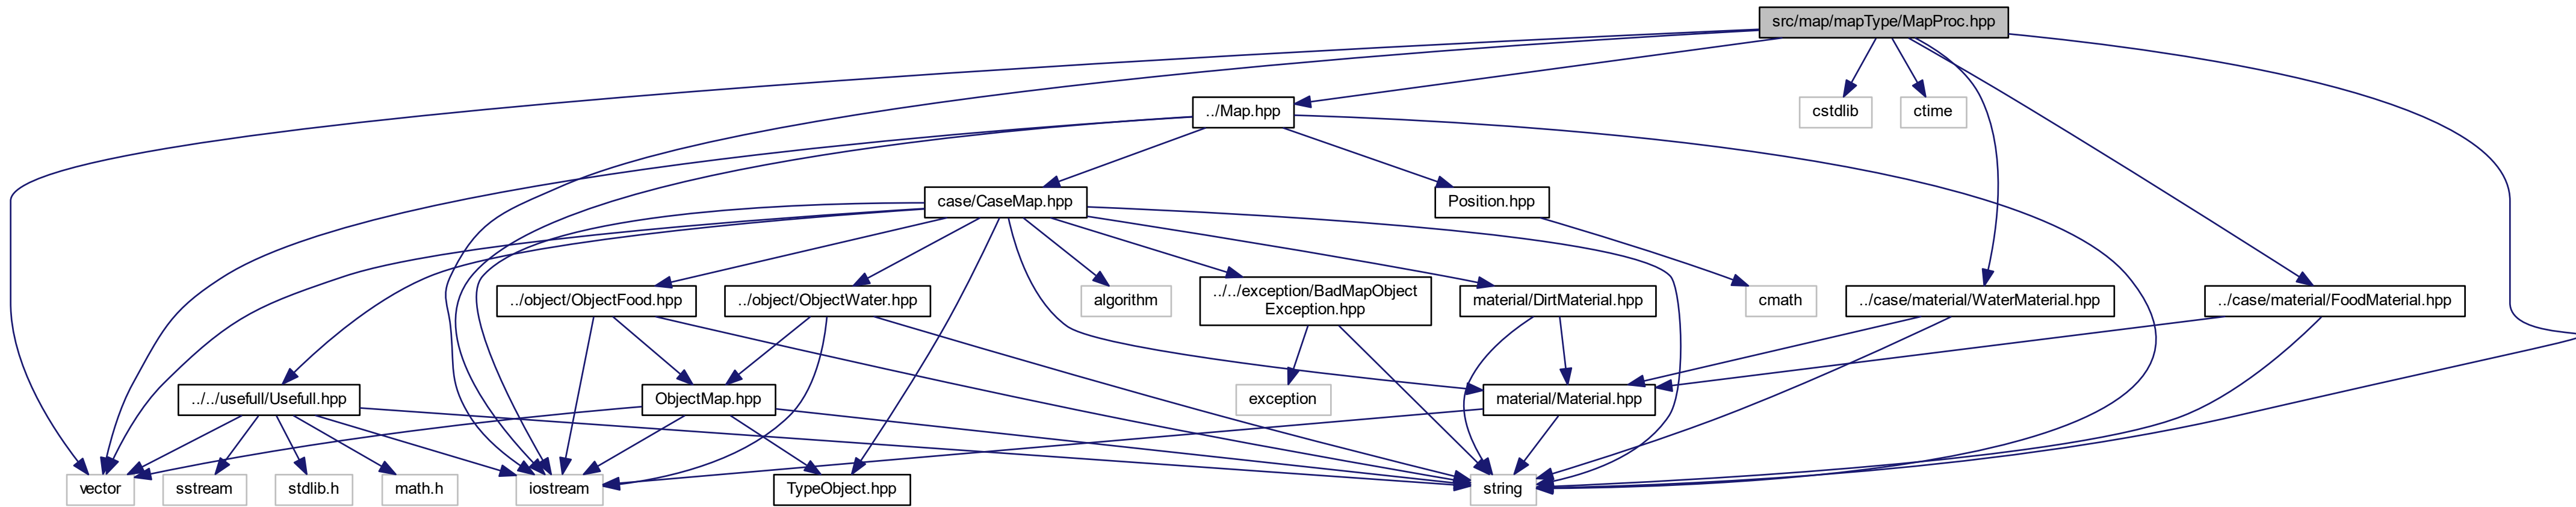 src/map/mapType/MapProc.hpp
../Map.hpp
cstdlib
ctime
case/CaseMap.hpp
Position.hpp
../object/ObjectFood.hpp
../object/ObjectWater.hpp
algorithm
../../exception/BadMapObject
Exception.hpp
material/DirtMaterial.hpp
cmath
../case/material/WaterMaterial.hpp
../case/material/FoodMaterial.hpp
../../usefull/Usefull.hpp
ObjectMap.hpp
exception
material/Material.hpp
vector
sstream
stdlib.h
math.h
iostream
TypeObject.hpp
string